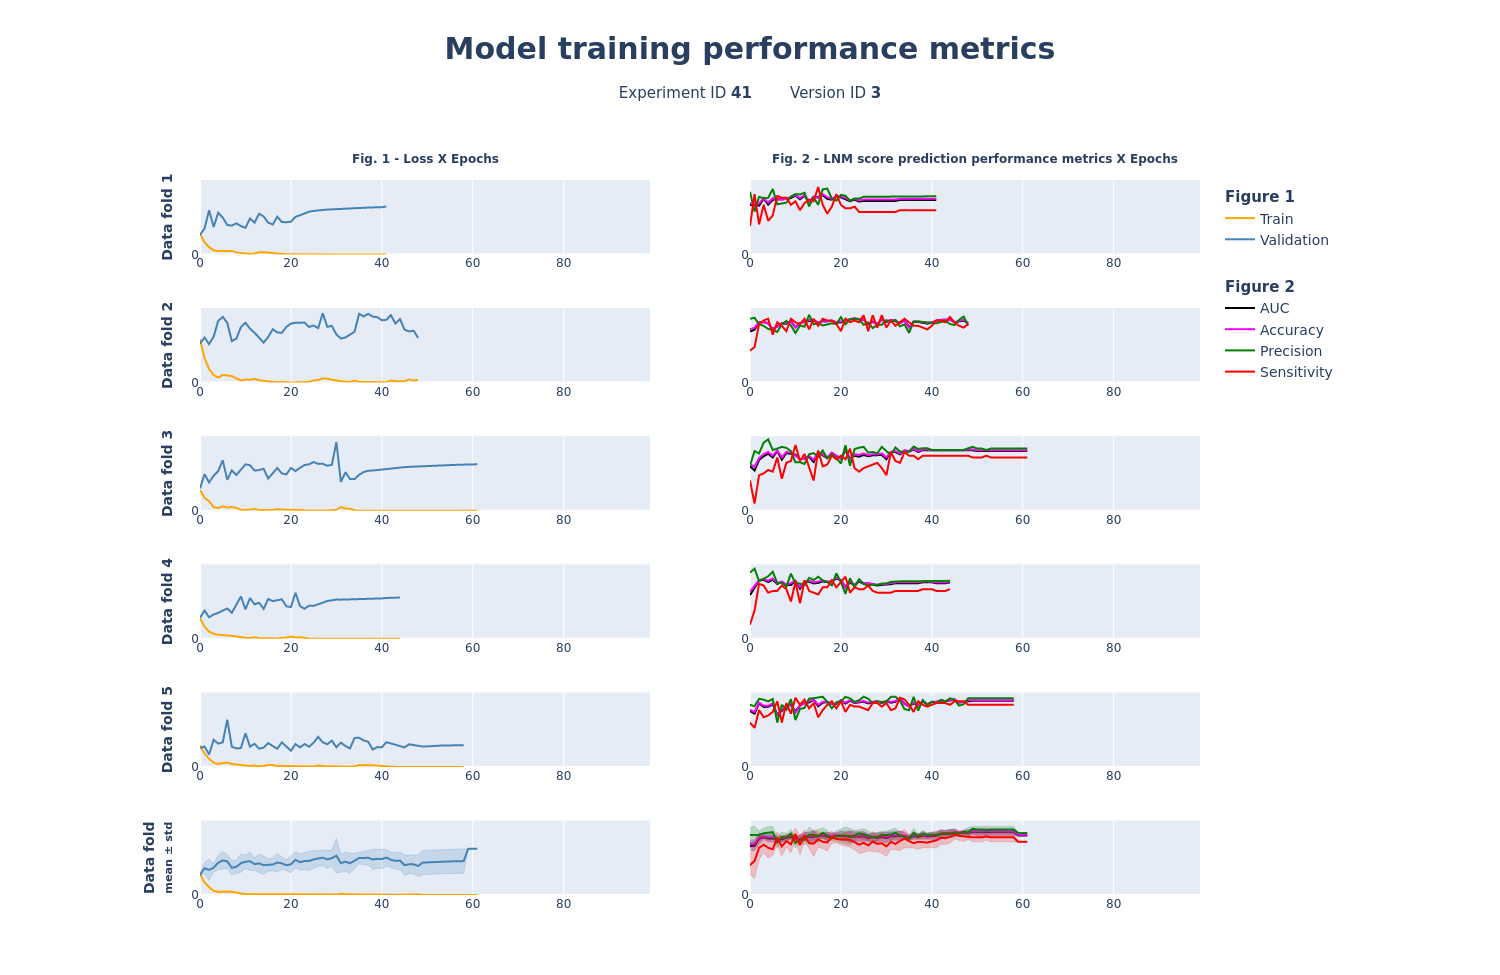 Model training performance metrics
Experiment ID 41 Version ID 3
Fig. 1 - Loss X Epochs
Fig. 2 - LNM score prediction performance metrics X Epochs
Data fold 1
0
0 20 40 60 80
0
0 20 40 60 80
Figure 1
Train
Validation
Figure 2
AUC
Accuracy
Precision
Sensitivity
Data fold 2
0
0 20 40 60 80
0
0 20 40 60 80
Data fold 3
0
0 20 40 60 80
0
0 20 40 60 80
Data fold 4
0
0 20 40 60 80
0
0 20 40 60 80
Data fold 5
0
0 20 40 60 80
0
0 20 40 60 80
Data fold
mean ± std
0
0 20 40 60 80
0
0 20 40 60 80